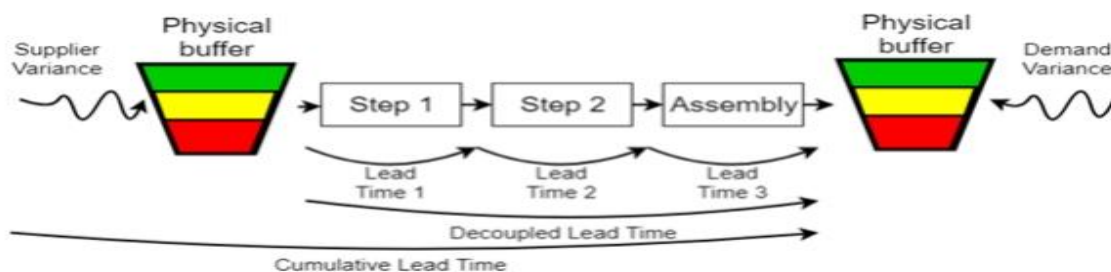 Physical
buffer
Supplier
Variance
Step 1
Step 2
Assembly
Physical
buffer
Demand
Variance
Lead
Time 1
Lead
Time 2
Lead
Time 3
Decoupled Lead Time
Cumulative Lead Time